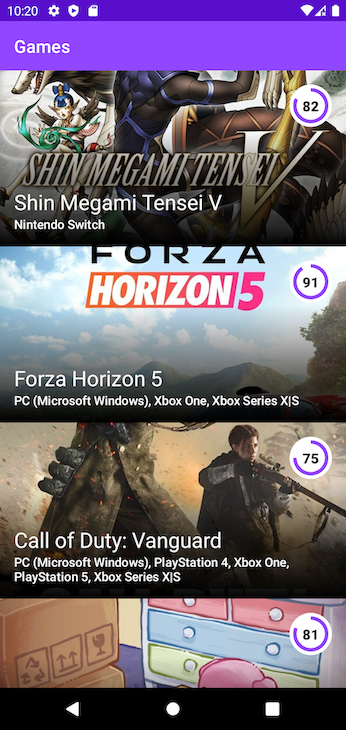 10:20
Games
82
SHIN MEGAMI TENSEI V
Shin Megami Tensei V
Nintendo Switch
FORZA
HORIZON 5
91
Forza Horizon 5
PC (Microsoft Windows), Xbox One, Xbox Series X|S
75
Call of Duty: Vanguard
PC (Microsoft Windows), PlayStation 4, Xbox One,
PlayStation 5, Xbox Series X|S
81